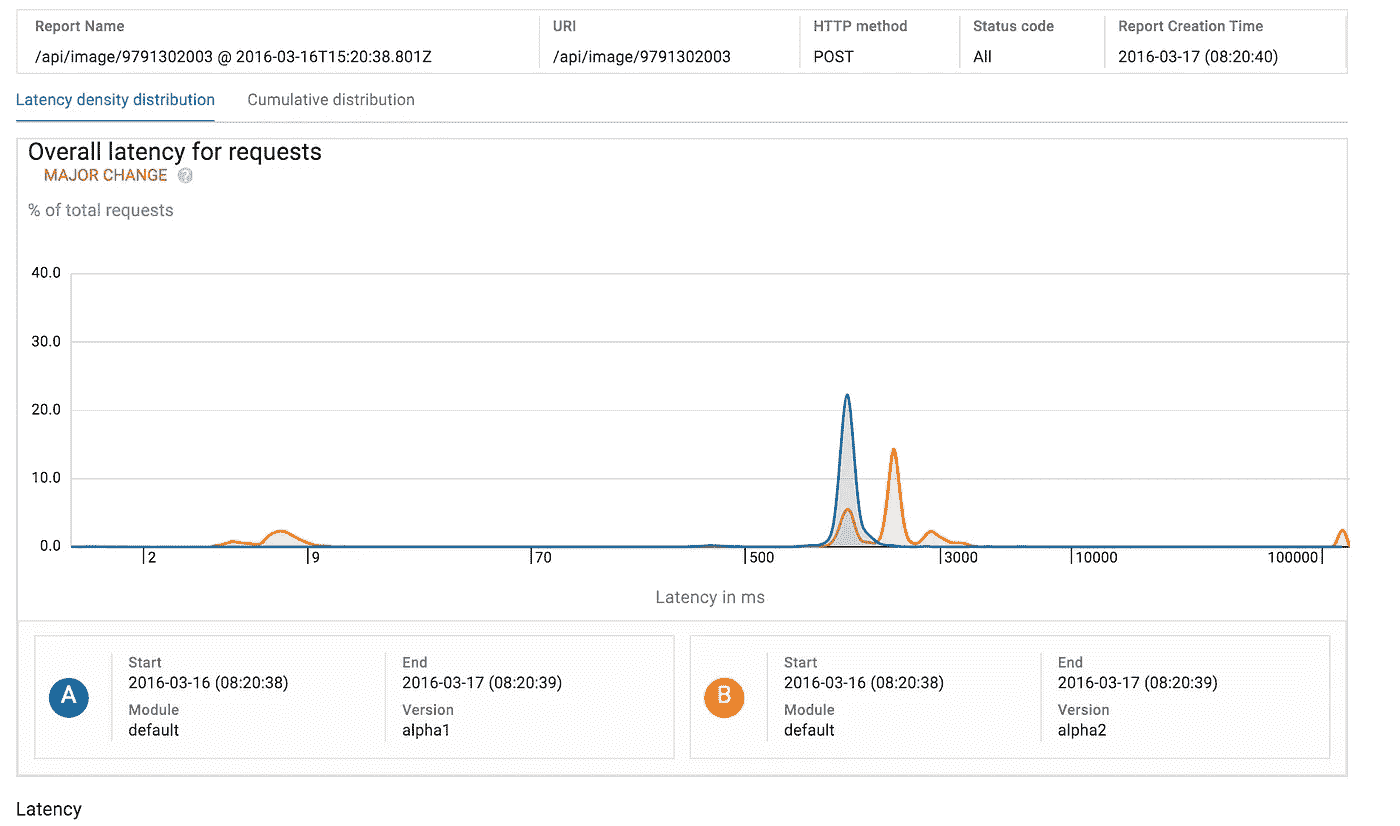 Report Name URI HTTP method Status code Report Creation Time
/api/image/9791302003 @ 2016-03-16T15:20:38.801Z /api/image/9791302003 POST All 2016-03-17 (08:20:40)
Latency density distribution Cumulative distribution
Overall latency for requests
MAJOR CHANGE ?
% of total requests
40.0
30.0
20.0
10.0
0.0
2 9 70 500 3000 10000 100000
Latency in ms
A
Start End
2016-03-16 (08:20:38) 2016-03-17 (08:20:39)
Module Version
default alpha1
B
Start End
2016-03-16 (08:20:38) 2016-03-17 (08:20:39)
Module Version
default alpha2
Latency